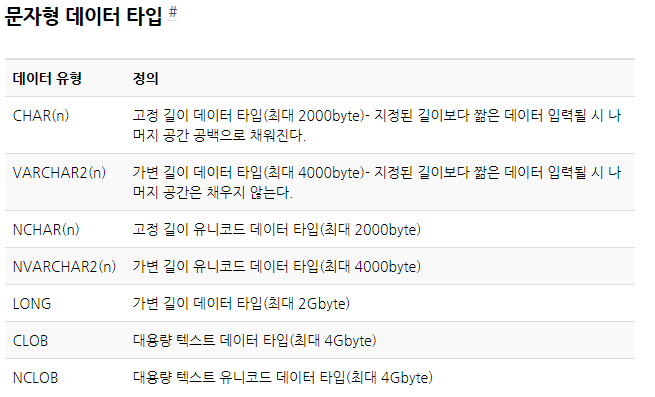 문자형 데이터 타입 #
데이터 유형 정의
CHAR(n) 고정 길이 데이터 타입(최대 2000byte)- 지정된 길이보다 짧은 데이터 입력될 시 나
머지 공간 공백으로 채워진다.
VARCHAR2(n) 가변 길이 데이터 타입(최대 4000byte)- 지정된 길이보다 짧은 데이터 입력될 시 나
머지 공간은 채우지 않는다.
NCHAR(n) 고정 길이 유니코드 데이터 타입(최대 2000byte)
NVARCHAR2(n) 가변 길이 유니코드 데이터 타입(최대 4000byte)
LONG 가변 길이 데이터 타입(최대 2Gbyte)
CLOB 대용량 텍스트 데이터 타입(최대 4Gbyte)
NCLOB 대용량 텍스트 유니코드 데이터 타입(최대 4Gbyte)